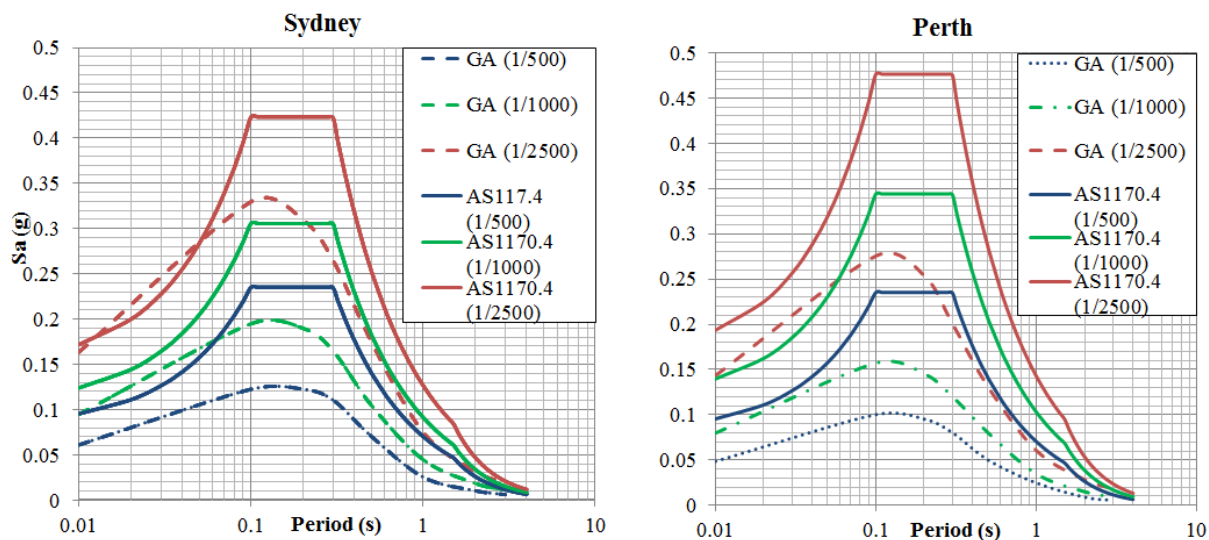 Sydney
0.5
0.45
0.4
0.35
0.3
0.25
0.2
0.15
0.1
0.05
0
Sa (g)
0.01
0.1
1
10
Period (s)
GA (1/500)
GA (1/1000)
GA (1/2500)
AS117.4
(1/500)
AS1170.4
(1/1000)
AS1170.4
(1/2500)
Perth
0.5
0.45
0.4
0.35
0.3
0.25
0.2
0.15
0.1
0.05
0
0.01
0.1
1
10
Period (s)
GA (1/500)
GA (1/1000)
GA (1/2500)
AS1170.4
(1/500)
AS1170.4
(1/1000)
AS1170.4
(1/2500)